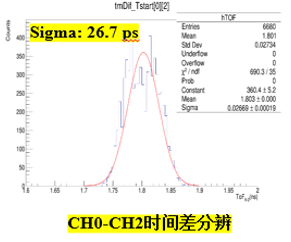 tmDif_Tstart[0][2]
Counts
Sigma: 26.7 ps
hTOF
Entries 6680
Mean 1.801
Std Dev 0.02734
Underflow 0
Overflow 0
χ² / ndf 690.3 / 35
Prob 0
Constant 360.4 ± 5.2
Mean 1.803 ± 0.000
Sigma 0.02669 ± 0.00019
400
350
300
250
200
150
100
50
0
1.6 1.65 1.7 1.75 1.8 1.85 1.9 1.95 2
CH0-CH2时间差分辨